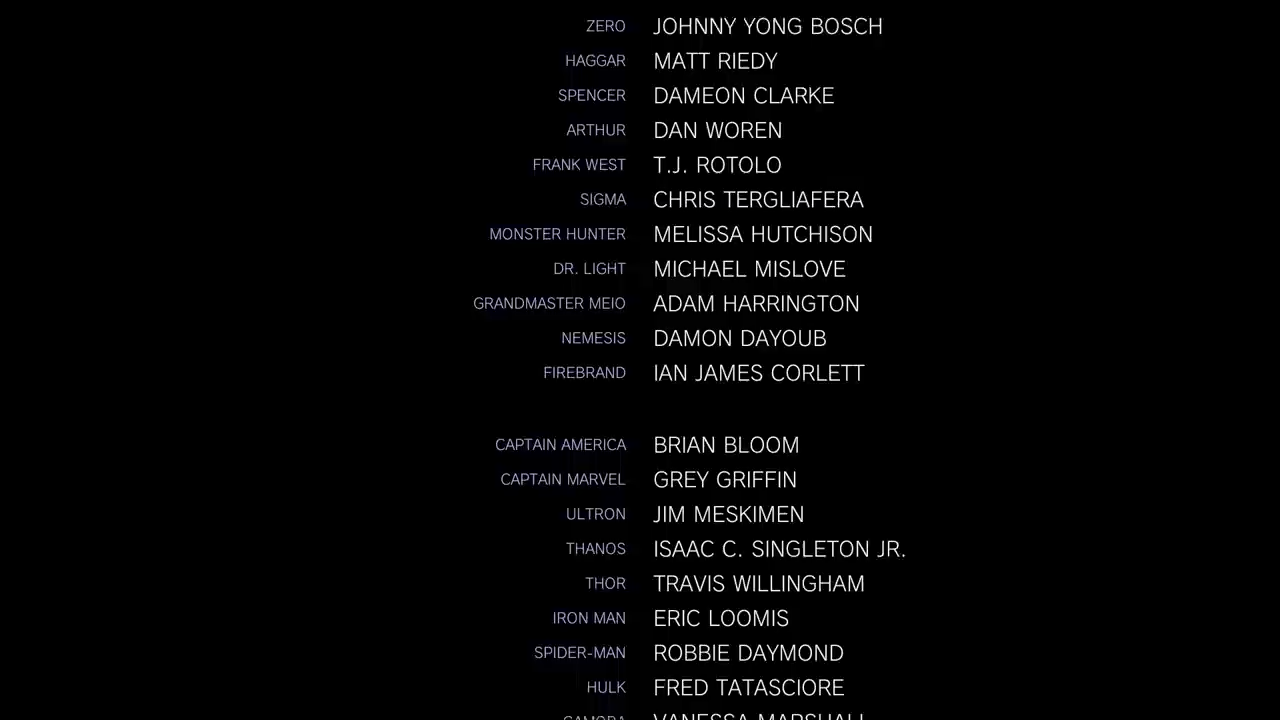 ZERO JOHNNY YONG BOSCH
HAGGAR MATT RIEDY
SPENCER DAMEON CLARKE
ARTHUR DAN WOREN
FRANK WEST T.J. ROTOLO
SIGMA CHRIS TERGLIAFERA
MONSTER HUNTER MELISSA HUTCHISON
DR. LIGHT MICHAEL MISLOVE
GRANDMASTER MEIO ADAM HARRINGTON
NEMESIS DAMON DAYOUB
FIREBRAND IAN JAMES CORLETT
CAPTAIN AMERICA BRIAN BLOOM
CAPTAIN MARVEL GREY GRIFFIN
ULTRON JIM MESKIMEN
THANOS ISAAC C. SINGLETON JR.
THOR TRAVIS WILLINGHAM
IRON MAN ERIC LOOMIS
SPIDER-MAN ROBBIE DAYMOND
HULK FRED TATASCIORE
GAMORA VANESSA MARSHALL